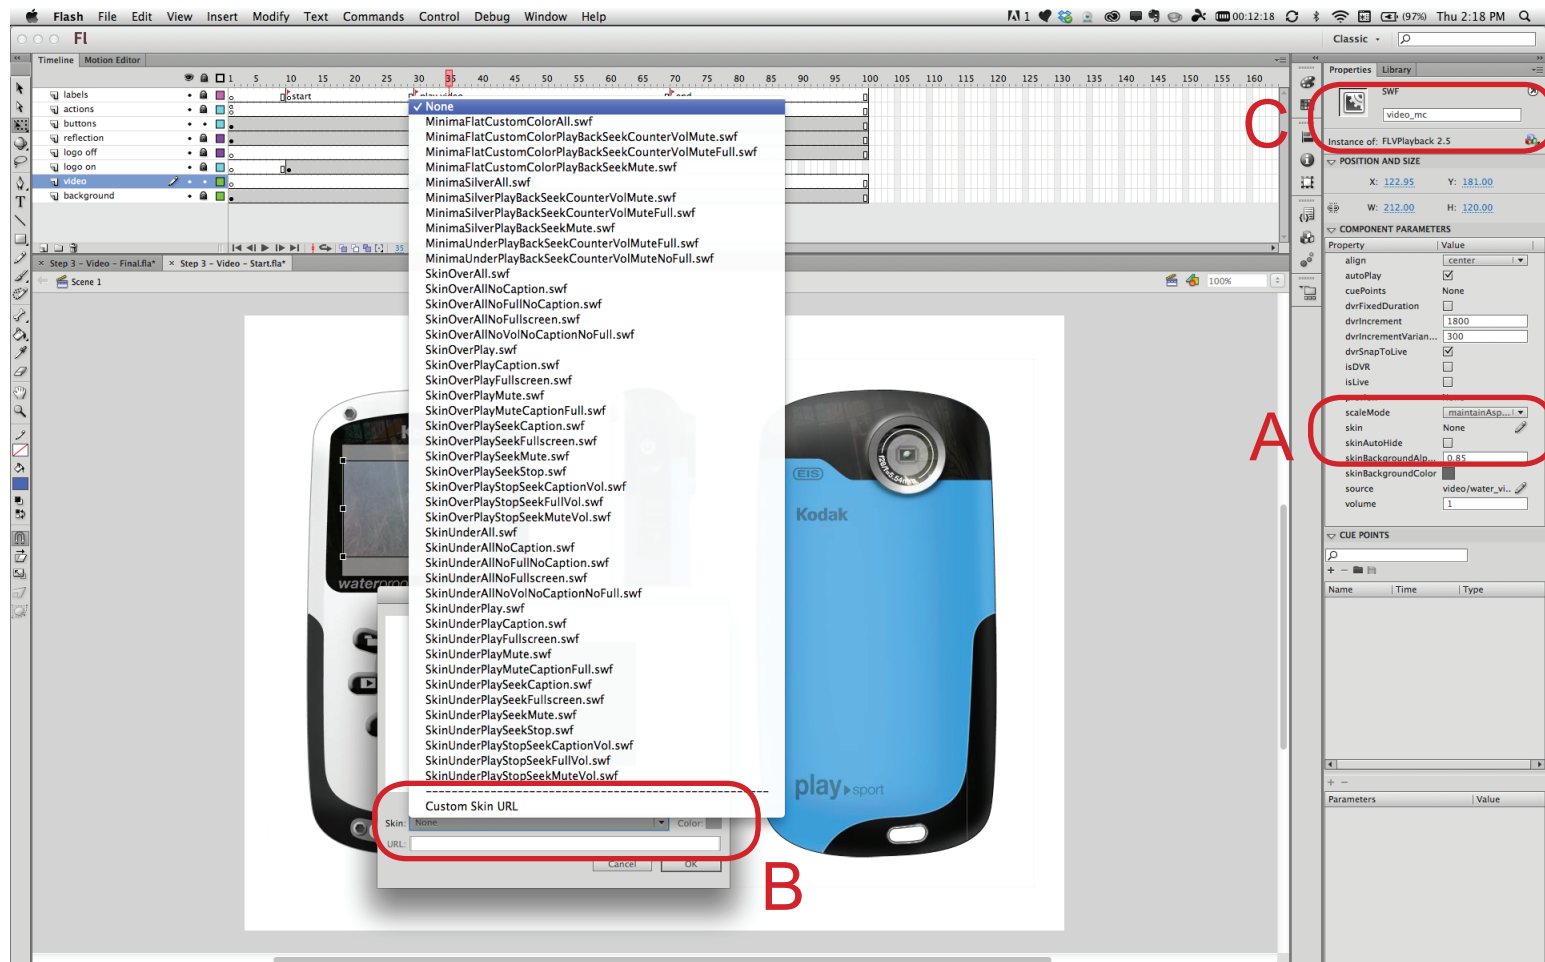 Flash File Edit View Insert Modify Text Commands Control Debug Window Help
1 00:12:18 (97%) Thu 2:18 PM
Fl Classic
Timeline Motion Editor
1 5 10 15 20 25 30 35 40 45 50 55 60 65 70 75 80 85 90 95 100 105 110 115 120 125 130 135 140 145 150 155 160
labels start end
actions
buttons
reflection
logo off
logo on
video
background
35
× Step 3 – Video – Final.fla* × Step 3 – Video – Start.fla*
Scene 1 100%
✓ None
MinimaFlatCustomColorAll.swf
MinimaFlatCustomColorPlayBackSeekCounterVolMute.swf
MinimaFlatCustomColorPlayBackSeekCounterVolMuteFull.swf
MinimaFlatCustomColorPlayBackSeekMute.swf
MinimaSilverAll.swf
MinimaSilverPlayBackSeekCounterVolMute.swf
MinimaSilverPlayBackSeekCounterVolMuteFull.swf
MinimaSilverPlayBackSeekMute.swf
MinimaUnderPlayBackSeekCounterVolMuteFull.swf
MinimaUnderPlayBackSeekCounterVolMuteNoFull.swf
SkinOverAll.swf
SkinOverAllNoCaption.swf
SkinOverAllNoFullNoCaption.swf
SkinOverAllNoFullscreen.swf
SkinOverAllNoVolNoCaptionNoFull.swf
SkinOverPlay.swf
SkinOverPlayCaption.swf
SkinOverPlayFullscreen.swf
SkinOverPlayMute.swf
SkinOverPlayMuteCaptionFull.swf
SkinOverPlaySeekCaption.swf
SkinOverPlaySeekFullscreen.swf
SkinOverPlaySeekMute.swf
SkinOverPlaySeekStop.swf
SkinOverPlayStopSeekCaptionVol.swf
SkinOverPlayStopSeekFullVol.swf
SkinOverPlayStopSeekMuteVol.swf
SkinUnderAll.swf
SkinUnderAllNoCaption.swf
SkinUnderAllNoFullNoCaption.swf
SkinUnderAllNoFullscreen.swf
SkinUnderAllNoVolNoCaptionNoFull.swf
SkinUnderPlay.swf
SkinUnderPlayCaption.swf
SkinUnderPlayFullscreen.swf
SkinUnderPlayMute.swf
SkinUnderPlayMuteCaptionFull.swf
SkinUnderPlaySeekCaption.swf
SkinUnderPlaySeekFullscreen.swf
SkinUnderPlaySeekMute.swf
SkinUnderPlaySeekStop.swf
SkinUnderPlayStopSeekCaptionVol.swf
SkinUnderPlayStopSeekFullVol.swf
SkinUnderPlayStopSeekMuteVol.swf
Custom Skin URL
Skin: None Color:
URL:
Cancel OK
B
EIS
Kodak
play sport
Properties Library
C
SWF
video_mc
Instance of: FLVPlayback 2.5
POSITION AND SIZE
X: 122.95 Y: 181.00
W: 212.00 H: 120.00
COMPONENT PARAMETERS
Property Value
align center
autoPlay
cuePoints None
dvrFixedDuration
dvrIncrement 1800
dvrIncrementVarian... 300
dvrSnapToLive
isDVR
isLive
A
scaleMode maintainAsp...
skin None
skinAutoHide
skinBackgroundAlp... 0.85
skinBackgroundColor
source video/water_vi..
volume 1
CUE POINTS
Name Time Type
Parameters Value